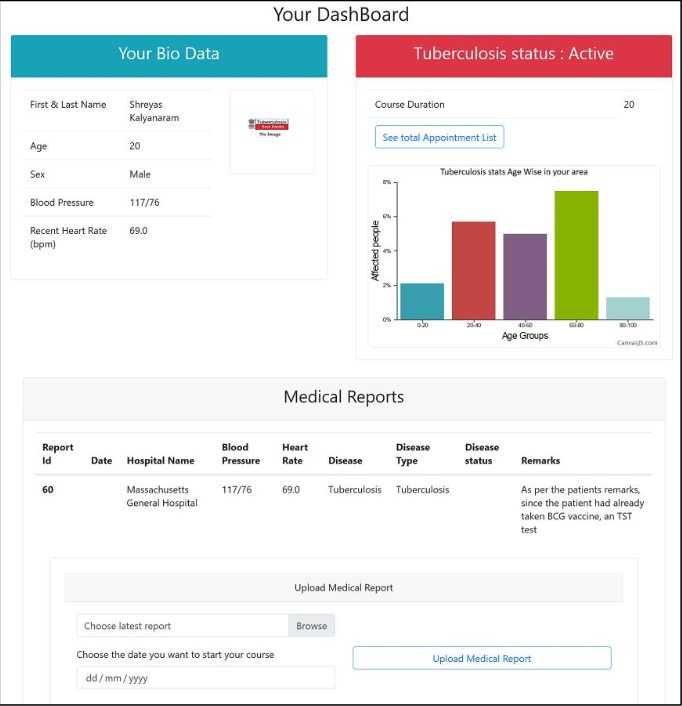 Your DashBoard
Your Bio Data
First & Last Name
Shreyas
Kalyanaram
Age
20
Sex
Male
Blood Pressure
117/76
Recent Heart Rate
(bpm)
69.0
Tuberculosis
No Image
Tuberculosis status : Active
Course Duration
20
See total Appointment List
Tuberculosis stats Age Wise in your area
Affected people
8%
6%
4%
2%
0%
0-20
20-40
40-60
60-80
80-100
Age Groups
CanvasJS.com
Medical Reports
Report
Id
Date
Hospital Name
Blood
Pressure
Heart
Rate
Disease
Disease
Type
Disease
status
Remarks
60
Massachusetts
General Hospital
117/76
69.0
Tuberculosis
Tuberculosis
As per the patients remarks,
since the patient had already
taken BCG vaccine, an TST
test
Upload Medical Report
Choose latest report
Browse
Choose the date you want to start your course
dd / mm / yyyy
Upload Medical Report